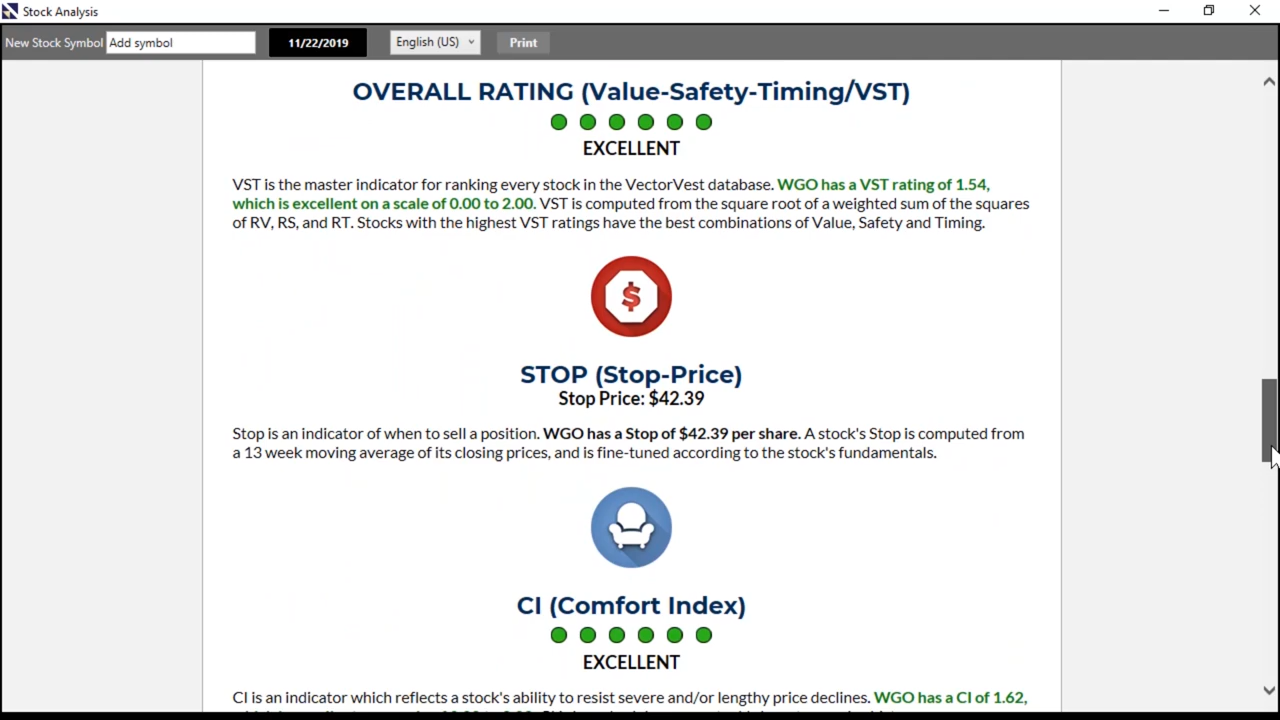 Stock Analysis
New Stock Symbol Add symbol 11/22/2019 English (US) Print
OVERALL RATING (Value-Safety-Timing/VST)
EXCELLENT
VST is the master indicator for ranking every stock in the VectorVest database. WGO has a VST rating of 1.54,
which is excellent on a scale of 0.00 to 2.00. VST is computed from the square root of a weighted sum of the squares
of RV, RS, and RT. Stocks with the highest VST ratings have the best combinations of Value, Safety and Timing.
$
STOP (Stop-Price)
Stop Price: $42.39
Stop is an indicator of when to sell a position. WGO has a Stop of $42.39 per share. A stock's Stop is computed from
a 13 week moving average of its closing prices, and is fine-tuned according to the stock's fundamentals.
CI (Comfort Index)
EXCELLENT
CI is an indicator which reflects a stock's ability to resist severe and/or lengthy price declines. WGO has a CI of 1.62,